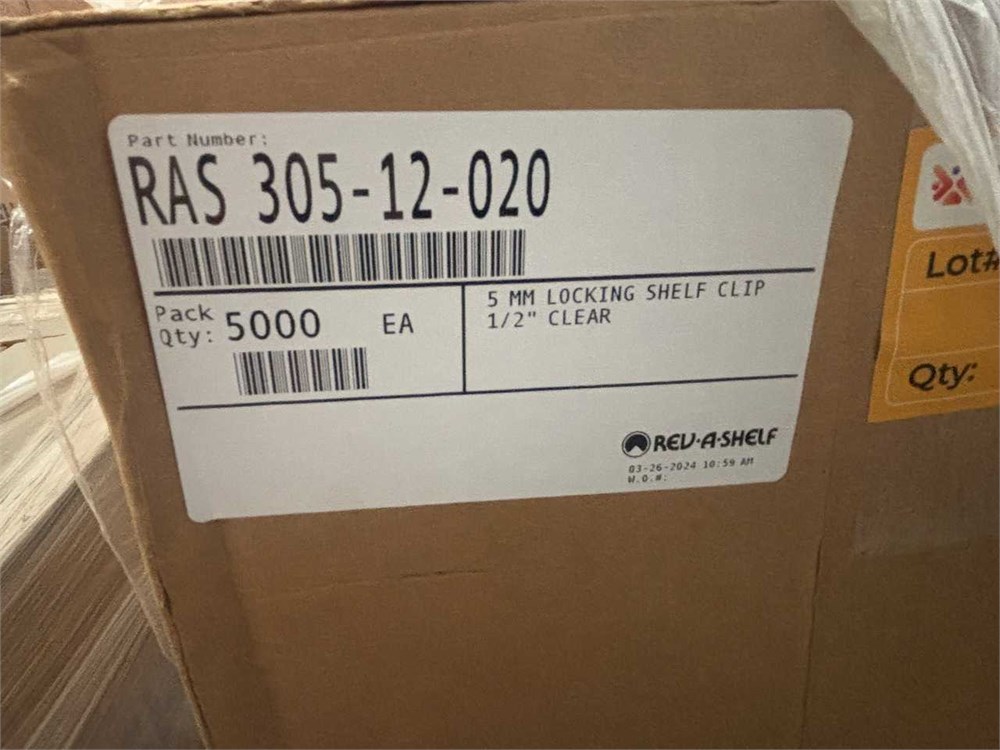 Part Number:
RAS 305-12-020
Pack
Qty: 5000 EA
5 MM LOCKING SHELF CLIP
1/2" CLEAR
REV-A-SHELF
03-26-2024 10:59 AM
W.O.#:
Lot#
Qty: